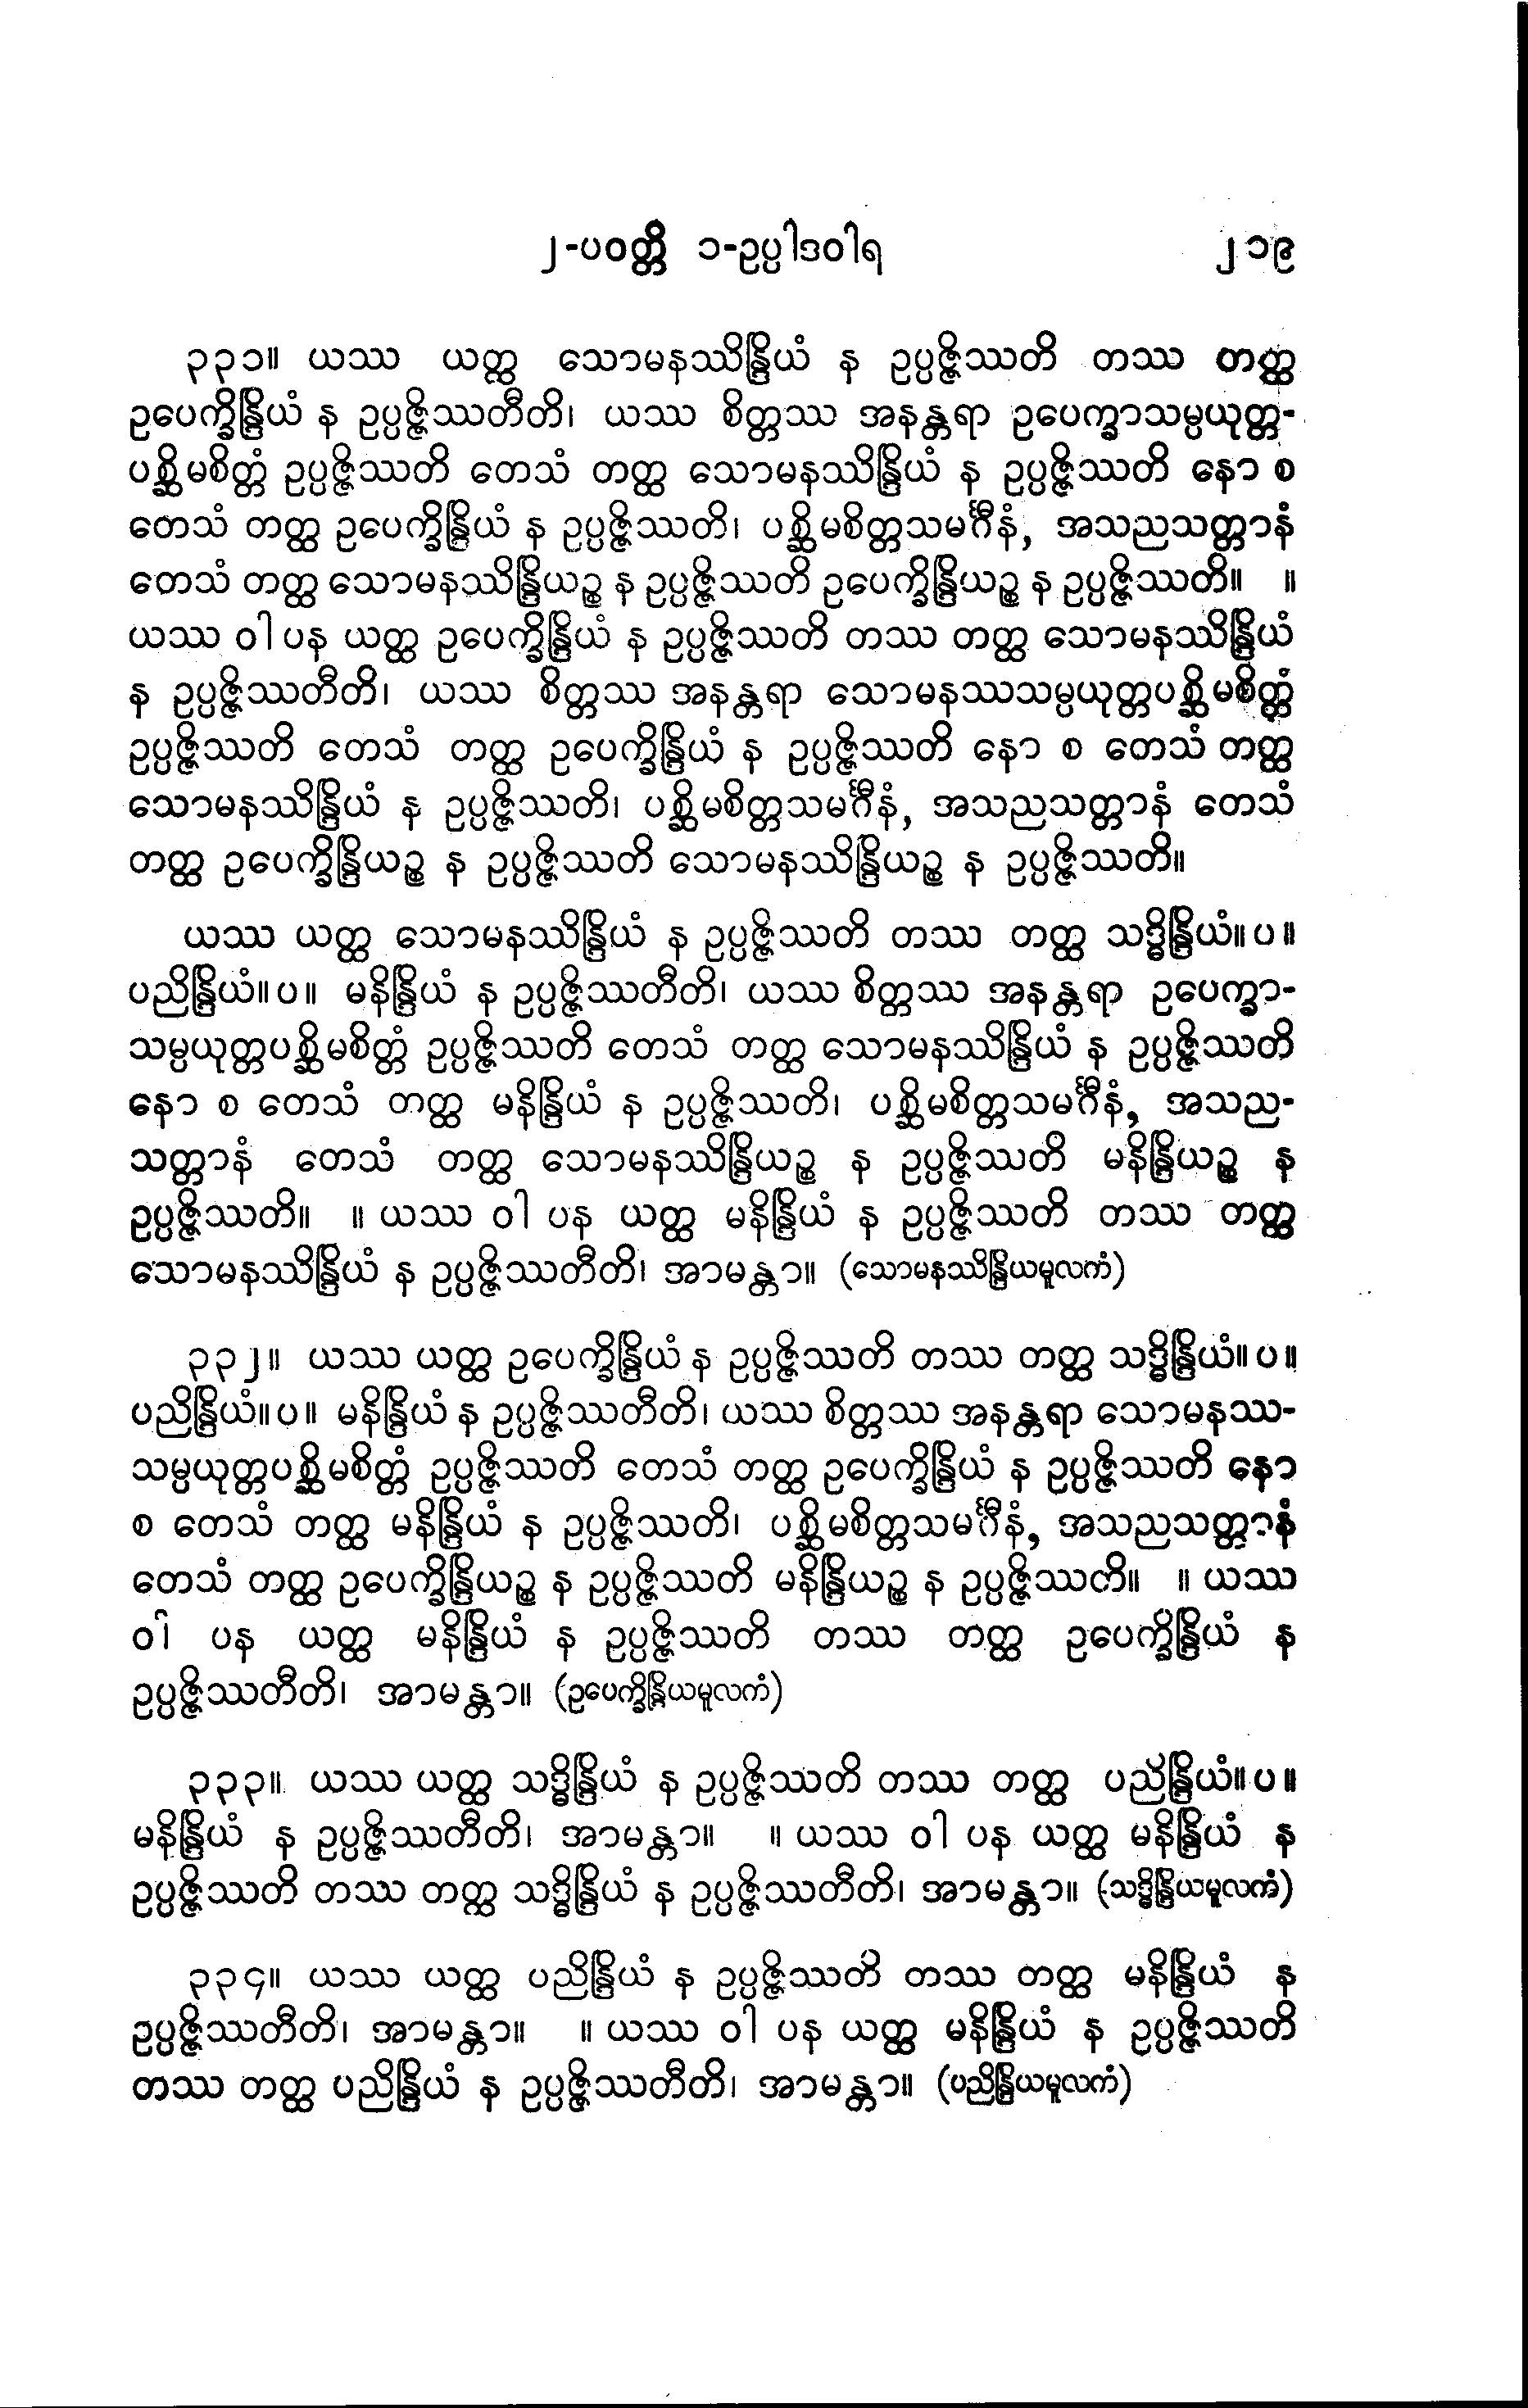 ၂-ပဝတ္တိ ၁-ဥပ္ပါဒဝါရ ၂၁၉
၃၃၁။ ယဿ ယတ္ထ သောမနဿိန္ဒြိယံ န ဥပ္ပဇ္ဇိဿတိ တဿ တတ္ထ
ဥပေက္ခိန္ဒြိယံ န ဥပ္ပဇ္ဇိဿတီတိ၊ ယဿ စိတ္တဿ အနန္တရာ ဥပေက္ခာသမ္ပယုတ္တ-
ပစ္ဆိမစိတ္တံ ဥပ္ပဇ္ဇိဿတိ တေသံ တတ္ထ သောမနဿိန္ဒြိယံ န ဥပ္ပဇ္ဇိဿတိ နော စ
တေသံ တတ္ထ ဥပေက္ခိန္ဒြိယံ န ဥပ္ပဇ္ဇိဿတိ၊ ပစ္ဆိမစိတ္တသမင်္ဂီနံ, အသညသတ္တာနံ
တေသံ တတ္ထ သောမနဿိန္ဒြိယဉ္စ န ဥပ္ပဇ္ဇိဿတိ ဥပေက္ခိန္ဒြိယဉ္စ န ဥပ္ပဇ္ဇိဿတိ။ ။
ယဿ ဝါ ပန ယတ္ထ ဥပေက္ခိန္ဒြိယံ န ဥပ္ပဇ္ဇိဿတိ တဿ တတ္ထ သောမနဿိန္ဒြိယံ
န ဥပ္ပဇ္ဇိဿတီတိ၊ ယဿ စိတ္တဿ အနန္တရာ သောမနဿသမ္ပယုတ္တပစ္ဆိမစိတ္တံ
ဥပ္ပဇ္ဇိဿတိ တေသံ တတ္ထ ဥပေက္ခိန္ဒြိယံ န ဥပ္ပဇ္ဇိဿတိ နော စ တေသံ တတ္ထ
သောမနဿိန္ဒြိယံ န ဥပ္ပဇ္ဇိဿတိ၊ ပစ္ဆိမစိတ္တသမင်္ဂီနံ, အသညသတ္တာနံ တေသံ
တတ္ထ ဥပေက္ခိန္ဒြိယဉ္စ န ဥပ္ပဇ္ဇိဿတိ သောမနဿိန္ဒြိယဉ္စ န ဥပ္ပဇ္ဇိဿတိ။
ယဿ ယတ္ထ သောမနဿိန္ဒြိယံ န ဥပ္ပဇ္ဇိဿတိ တဿ တတ္ထ သဒ္ဓိန္ဒြိယံ။ပ။
ပညိန္ဒြိယံ။ပ။ မနိန္ဒြိယံ န ဥပ္ပဇ္ဇိဿတီတိ၊ ယဿ စိတ္တဿ အနန္တရာ ဥပေက္ခာ-
သမ္ပယုတ္တပစ္ဆိမစိတ္တံ ဥပ္ပဇ္ဇိဿတိ တေသံ တတ္ထ သောမနဿိန္ဒြိယံ န ဥပ္ပဇ္ဇိဿတိ
နော စ တေသံ တတ္ထ မနိန္ဒြိယံ န ဥပ္ပဇ္ဇိဿတိ၊ ပစ္ဆိမစိတ္တသမင်္ဂီနံ, အသည-
သတ္တာနံ တေသံ တတ္ထ သောမနဿိန္ဒြိယဉ္စ န ဥပ္ပဇ္ဇိဿတိ မနိန္ဒြိယဉ္စ န
ဥပ္ပဇ္ဇိဿတိ။ ။ ယဿ ဝါ ပန ယတ္ထ မနိန္ဒြိယံ န ဥပ္ပဇ္ဇိဿတိ တဿ တတ္ထ
သောမနဿိန္ဒြိယံ န ဥပ္ပဇ္ဇိဿတီတိ၊ အာမန္တာ။ (သောမနဿိန္ဒြိယမူလကံ)
၃၃၂။ ယဿ ယတ္ထ ဥပေက္ခိန္ဒြိယံ န ဥပ္ပဇ္ဇိဿတိ တဿ တတ္ထ သဒ္ဓိန္ဒြိယံ။ပ။
ပညိန္ဒြိယံ။ပ။ မနိန္ဒြိယံ န ဥပ္ပဇ္ဇိဿတီတိ၊ ယဿ စိတ္တဿ အနန္တရာ သောမနဿ-
သမ္ပယုတ္တပစ္ဆိမစိတ္တံ ဥပ္ပဇ္ဇိဿတိ တေသံ တတ္ထ ဥပေက္ခိန္ဒြိယံ န ဥပ္ပဇ္ဇိဿတိ နော
စ တေသံ တတ္ထ မနိန္ဒြိယံ န ဥပ္ပဇ္ဇိဿတိ၊ ပစ္ဆိမစိတ္တသမင်္ဂီနံ, အသညသတ္တာနံ
တေသံ တတ္ထ ဥပေက္ခိန္ဒြိယဉ္စ န ဥပ္ပဇ္ဇိဿတိ မနိန္ဒြိယဉ္စ န ဥပ္ပဇ္ဇိဿတိ။ ။ ယဿ
ဝါ ပန ယတ္ထ မနိန္ဒြိယံ န ဥပ္ပဇ္ဇိဿတိ တဿ တတ္ထ ဥပေက္ခိန္ဒြိယံ န
ဥပ္ပဇ္ဇိဿတီတိ၊ အာမန္တာ။ (ဥပေက္ခိန္ဒြိယမူလကံ)
၃၃၃။ ယဿ ယတ္ထ သဒ္ဓိန္ဒြိယံ န ဥပ္ပဇ္ဇိဿတိ တဿ တတ္ထ ပညိန္ဒြိယံ။ပ။
မနိန္ဒြိယံ န ဥပ္ပဇ္ဇိဿတီတိ၊ အာမန္တာ။ ။ ယဿ ဝါ ပန ယတ္ထ မနိန္ဒြိယံ န
ဥပ္ပဇ္ဇိဿတိ တဿ တတ္ထ သဒ္ဓိန္ဒြိယံ န ဥပ္ပဇ္ဇိဿတီတိ၊ အာမန္တာ။ (သဒ္ဓိန္ဒြိယမူလကံ)
၃၃၄။ ယဿ ယတ္ထ ပညိန္ဒြိယံ န ဥပ္ပဇ္ဇိဿတိ တဿ တတ္ထ မနိန္ဒြိယံ န
ဥပ္ပဇ္ဇိဿတီတိ၊ အာမန္တာ။ ။ ယဿ ဝါ ပန ယတ္ထ မနိန္ဒြိယံ န ဥပ္ပဇ္ဇိဿတိ
တဿ တတ္ထ ပညိန္ဒြိယံ န ဥပ္ပဇ္ဇိဿတီတိ၊ အာမန္တာ။ (ပညိန္ဒြိယမူလကံ)